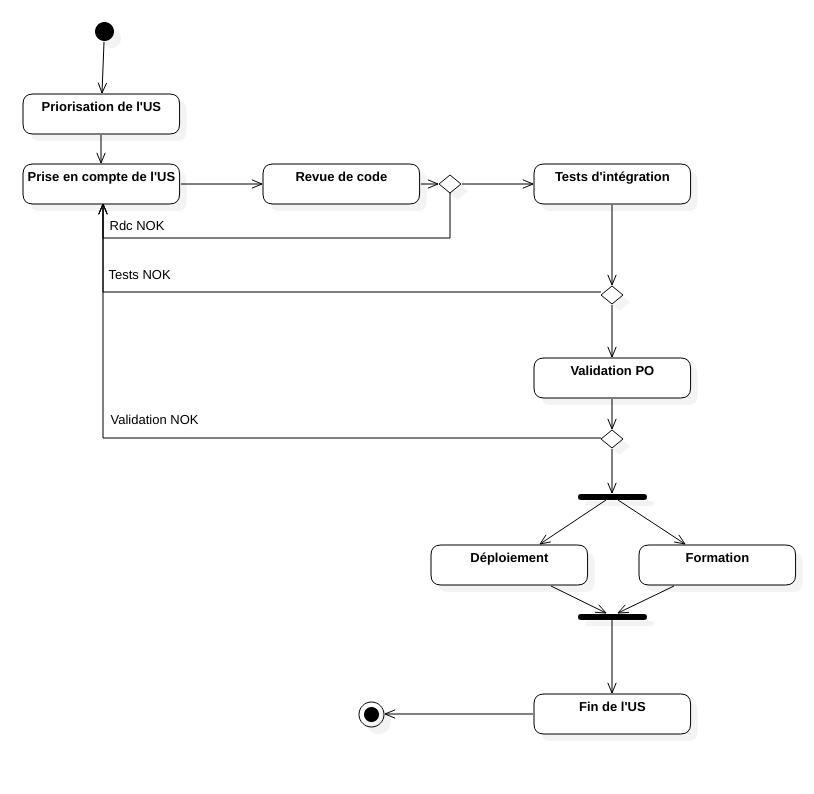 Priorisation de l'US
Prise en compte de l'US
Revue de code
Tests d'intégration
Rdc NOK
Tests NOK
Validation PO
Validation NOK
Déploiement
Formation
Fin de l'US